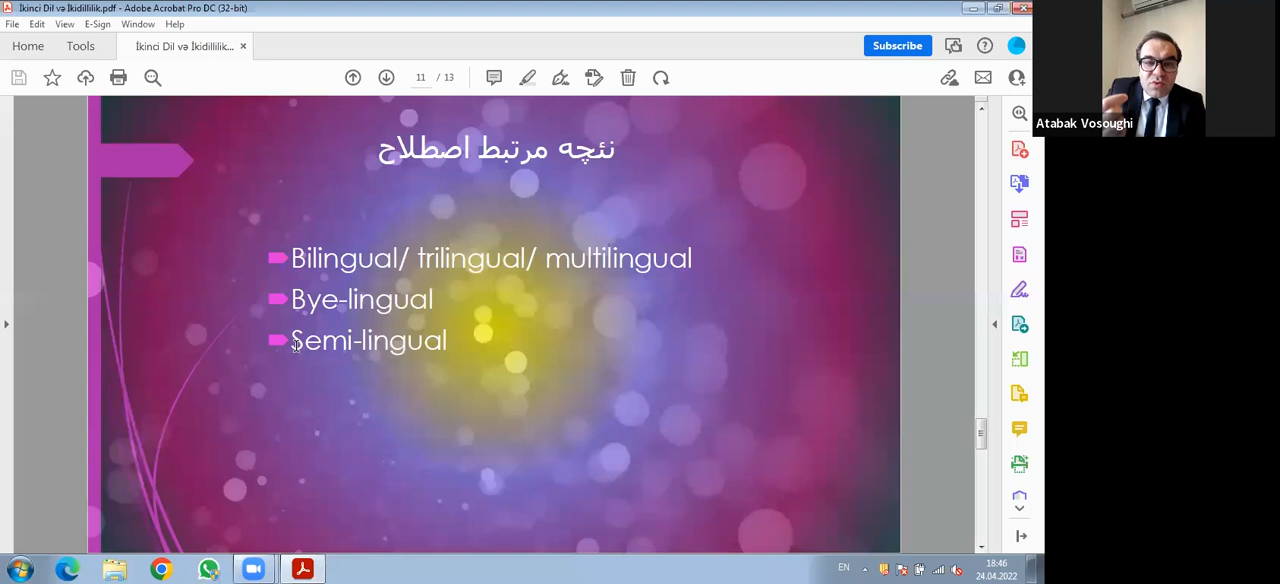 İkinci Dil və İkidillilik.pdf - Adobe Acrobat Pro DC (32-bit)
File Edit View E-Sign Window Help
Home Tools İkinci Dil və İkidillilik... × Subscribe
11 / 13
Atabak Vosoughi
نئچه مرتبط اصطلاح
Bilingual/ trilingual/ multilingual
Bye-lingual
Semi-lingual
EN 18:46
24.04.2022